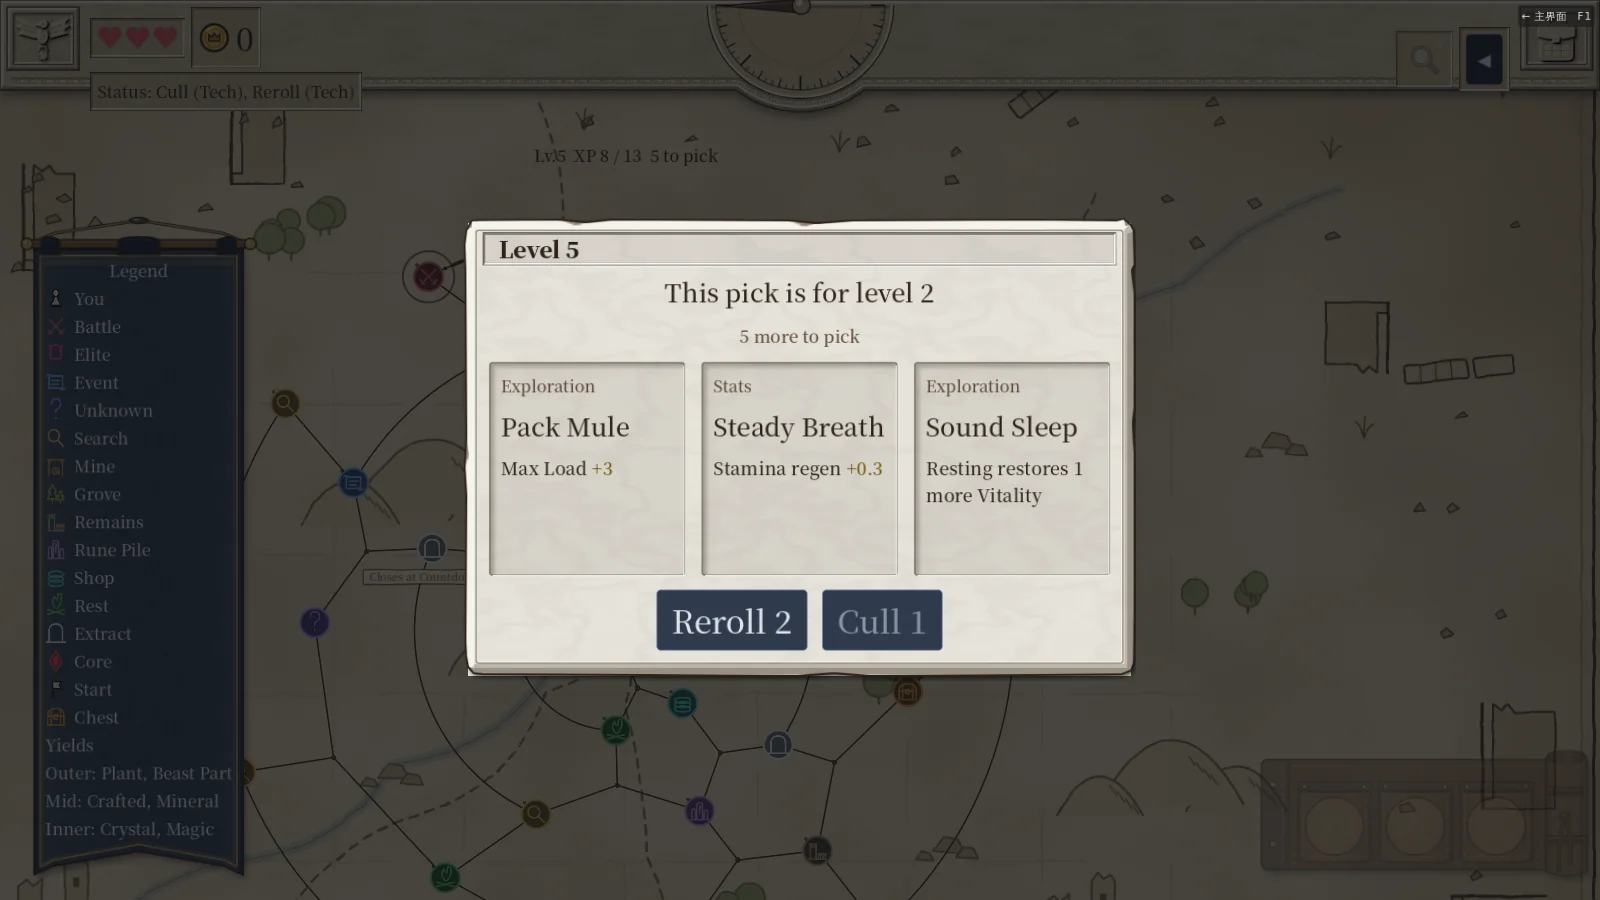 ← 主界面 F1
0
Status: Cull (Tech), Reroll (Tech)
Lv.5 XP 8 / 13 5 to pick
Level 5
This pick is for level 2
5 more to pick
Exploration
Pack Mule
Max Load +3
Stats
Steady Breath
Stamina regen +0.3
Exploration
Sound Sleep
Resting restores 1
more Vitality
Reroll 2
Cull 1
Legend
You
Battle
Elite
Event
Unknown
Search
Mine
Grove
Remains
Rune Pile
Shop
Rest
Extract
Core
Start
Chest
Yields
Outer: Plant, Beast Part
Mid: Crafted, Mineral
Inner: Crystal, Magic
Closes at Countdo